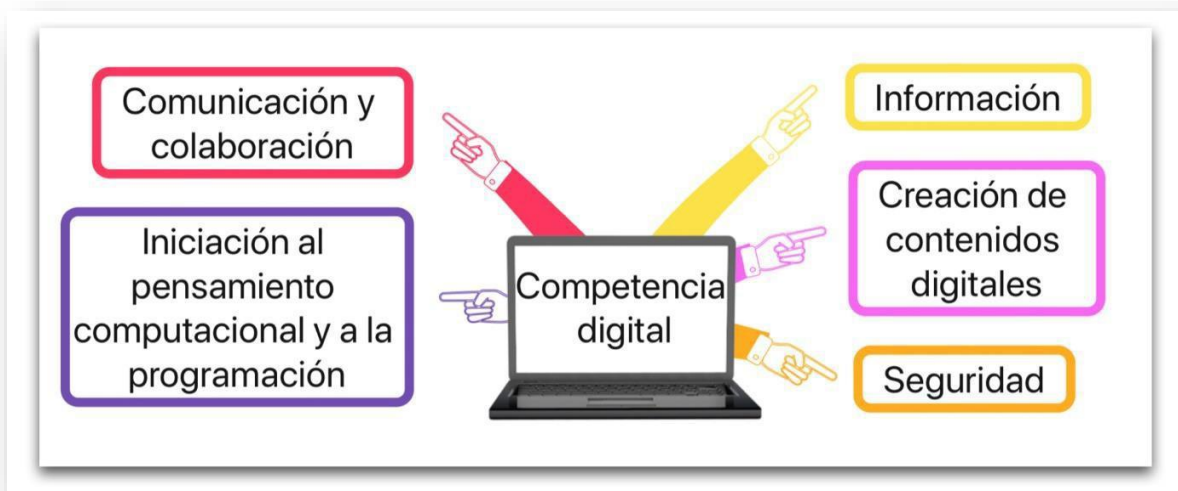 Comunicación y
colaboración
Iniciación al
pensamiento
computacional y a la
programación
Competencia
digital
Información
Creación de
contenidos
digitales
Seguridad